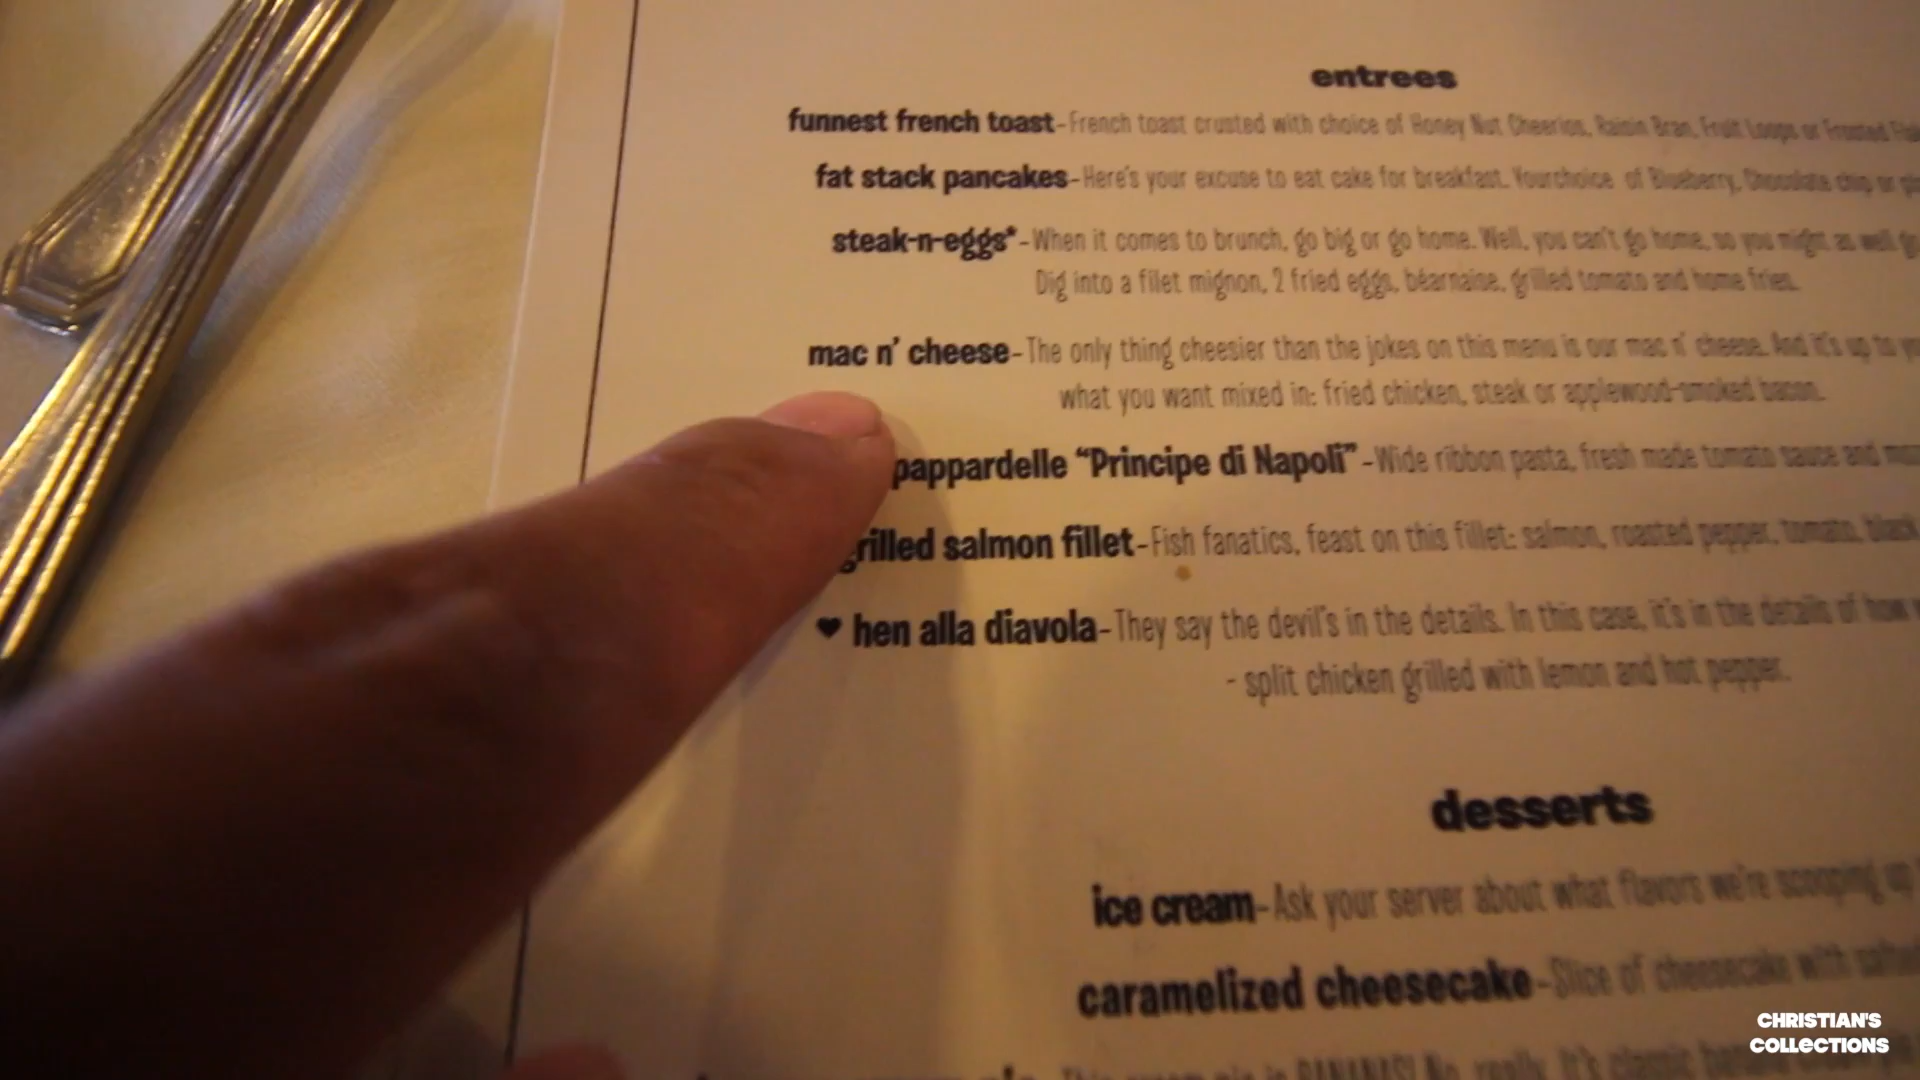 entrees
funnest french toast - French toast crusted with choice of Honey Nut Cheerios, Raisin Bran, Fruit Loops or Frosted
fat stack pancakes - Here's your excuse to eat cake for breakfast. Yourchoice of Blueberry, Chocolate chip or
steak-n-eggs* - When it comes to brunch, go big or go home. Well, you can't go home, so you might as well
Dig into a filet mignon, 2 fried eggs, béarnaise, grilled tomato and home fries.
mac n' cheese - The only thing cheesier than the jokes on this menu is our mac n' cheese. And it's up to
what you want mixed in: fried chicken, steak or applewood-smoked bacon.
pappardelle "Principe di Napoli" - Wide ribbon pasta, fresh made tomato sauce and
grilled salmon fillet - Fish fanatics, feast on this fillet: salmon, roasted pepper, tomato, black
♥ hen alla diavola - They say the devil's in the details. In this case, it's in the details of how
- split chicken grilled with lemon and hot pepper.
desserts
ice cream - Ask your server about what flavors we're scooping up
caramelized cheesecake - Slice of cheesecake with
BANANAS! No, really. It's classic
CHRISTIAN'S
COLLECTIONS